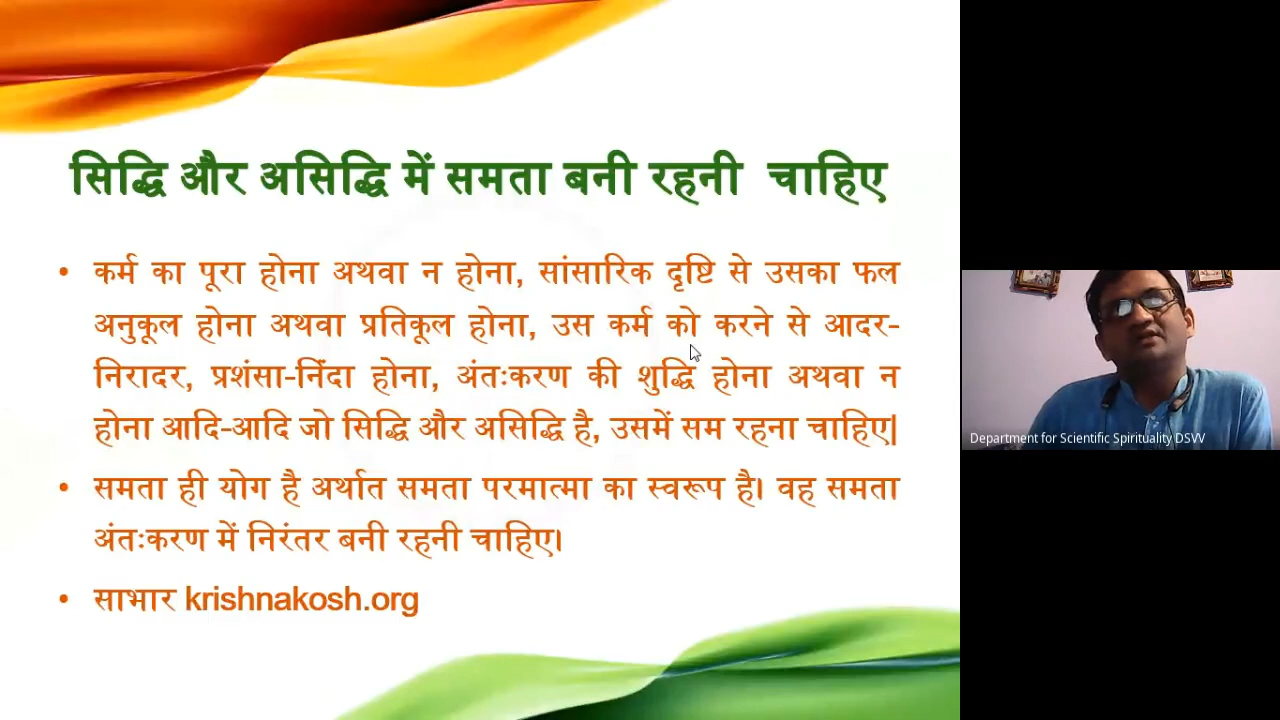 सिद्धि और असिद्धि में समता बनी रहनी चाहिए
• कर्म का पूरा होना अथवा न होना, सांसारिक दृष्टि से उसका फल
अनुकूल होना अथवा प्रतिकूल होना, उस कर्म को करने से आदर-
निरादर, प्रशंसा-निंदा होना, अंतःकरण की शुद्धि होना अथवा न
होना आदि-आदि जो सिद्धि और असिद्धि है, उसमें सम रहना चाहिए|
• समता ही योग है अर्थात समता परमात्मा का स्वरूप है। वह समता
अंतःकरण में निरंतर बनी रहनी चाहिए।
• साभार krishnakosh.org
Department for Scientific Spirituality DSVV